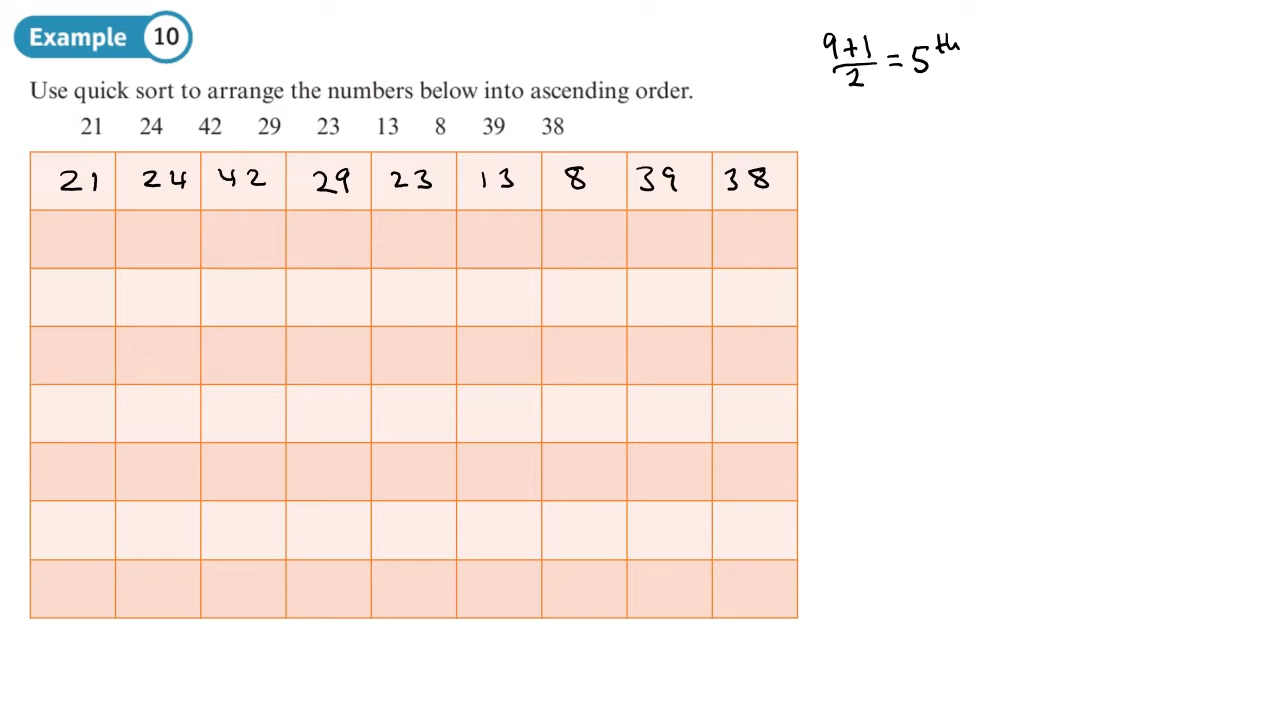 Example 10
9+1/2 = 5th
Use quick sort to arrange the numbers below into ascending order.
21 24 42 29 23 13 8 39 38
21 24 42 29 23 13 8 39 38